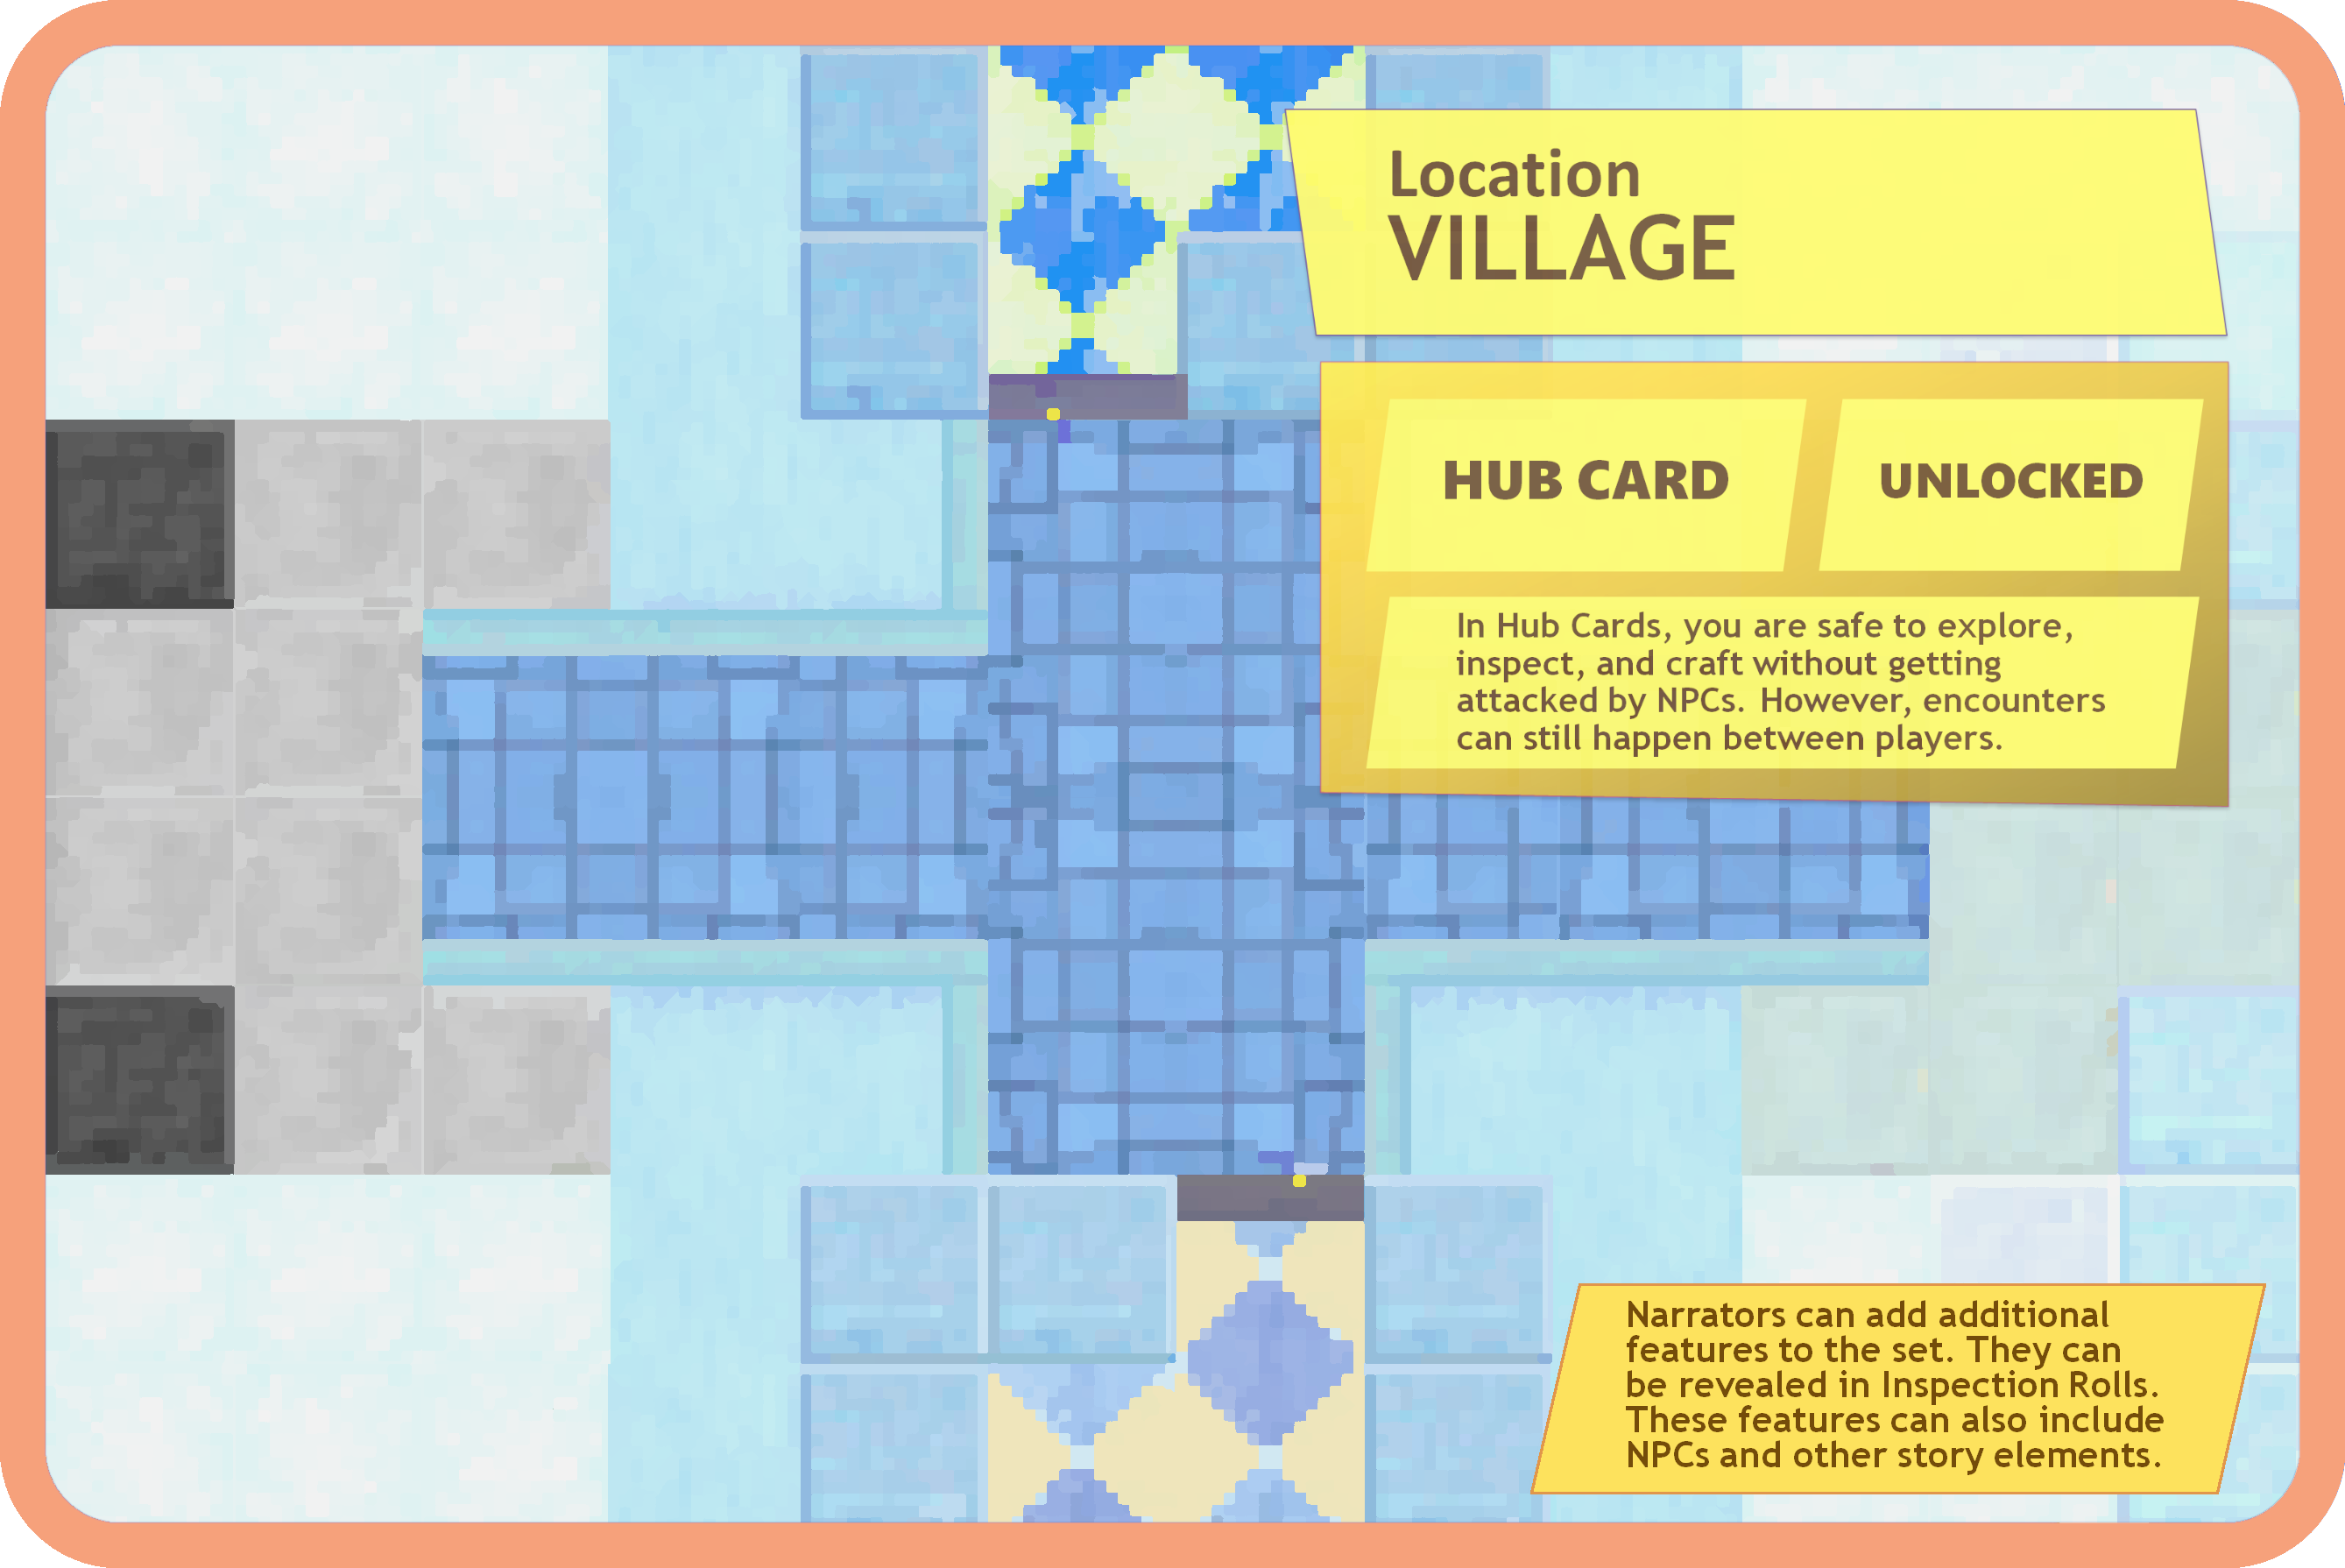 Location
VILLAGE
HUB CARD
UNLOCKED
In Hub Cards, you are safe to explore,
inspect, and craft without getting
attacked by NPCs. However, encounters
can still happen between players.
Narrators can add additional
features to the set. They can
be revealed in Inspection Rolls.
These features can also include
NPCs and other story elements.